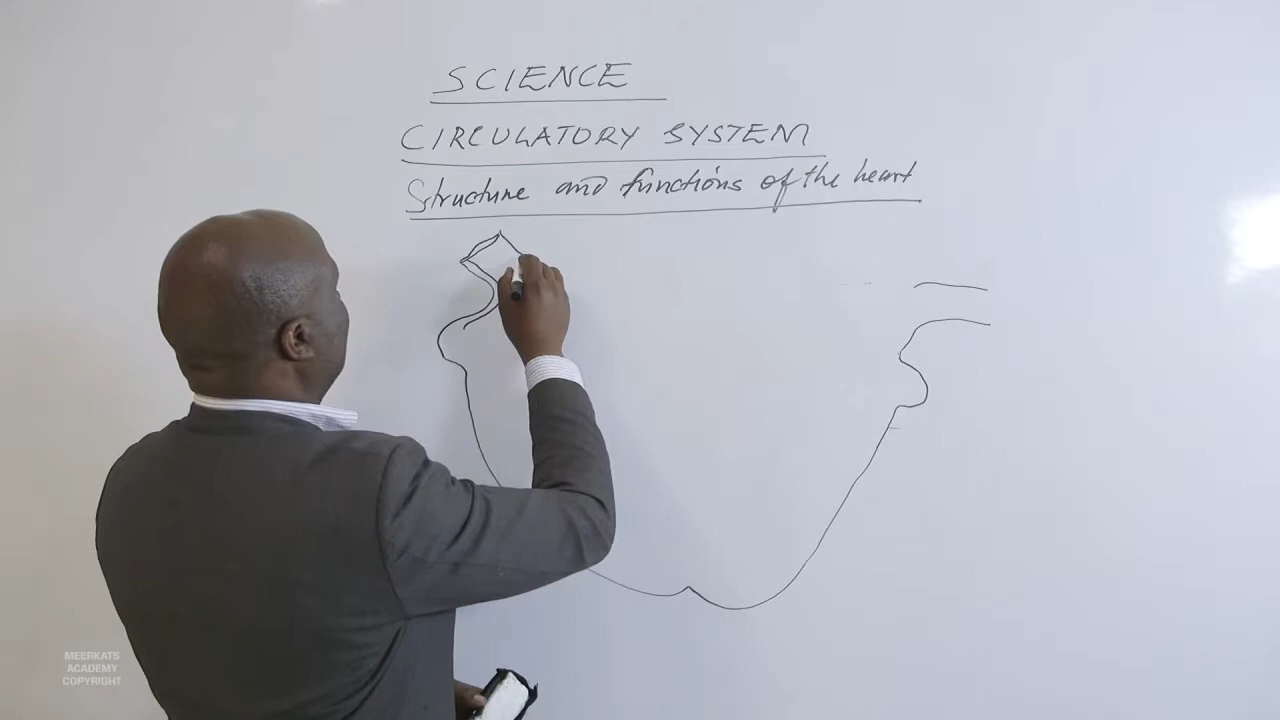 SCIENCE
CIRCULATORY SYSTEM
Structure and functions of the heart
MEERKATS
ACADEMY
COPYRIGHT